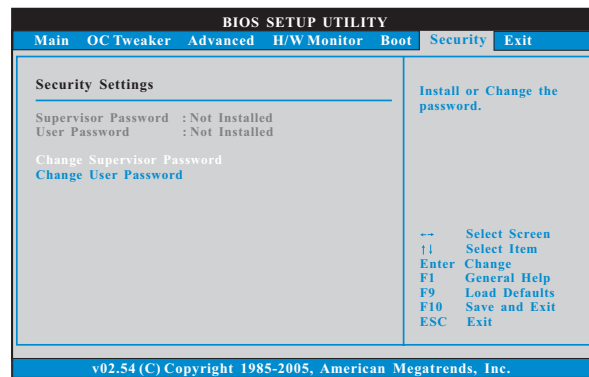 BIOS SETUP UTILITY
Main OC Tweaker Advanced H/W Monitor Boot Security Exit
Security Settings
Supervisor Password : Not Installed
User Password : Not Installed
Change Supervisor Password
Change User Password
Install or Change the
password.
←→ Select Screen
↑↓ Select Item
Enter Change
F1 General Help
F9 Load Defaults
F10 Save and Exit
ESC Exit
v02.54 (C) Copyright 1985-2005, American Megatrends, Inc.